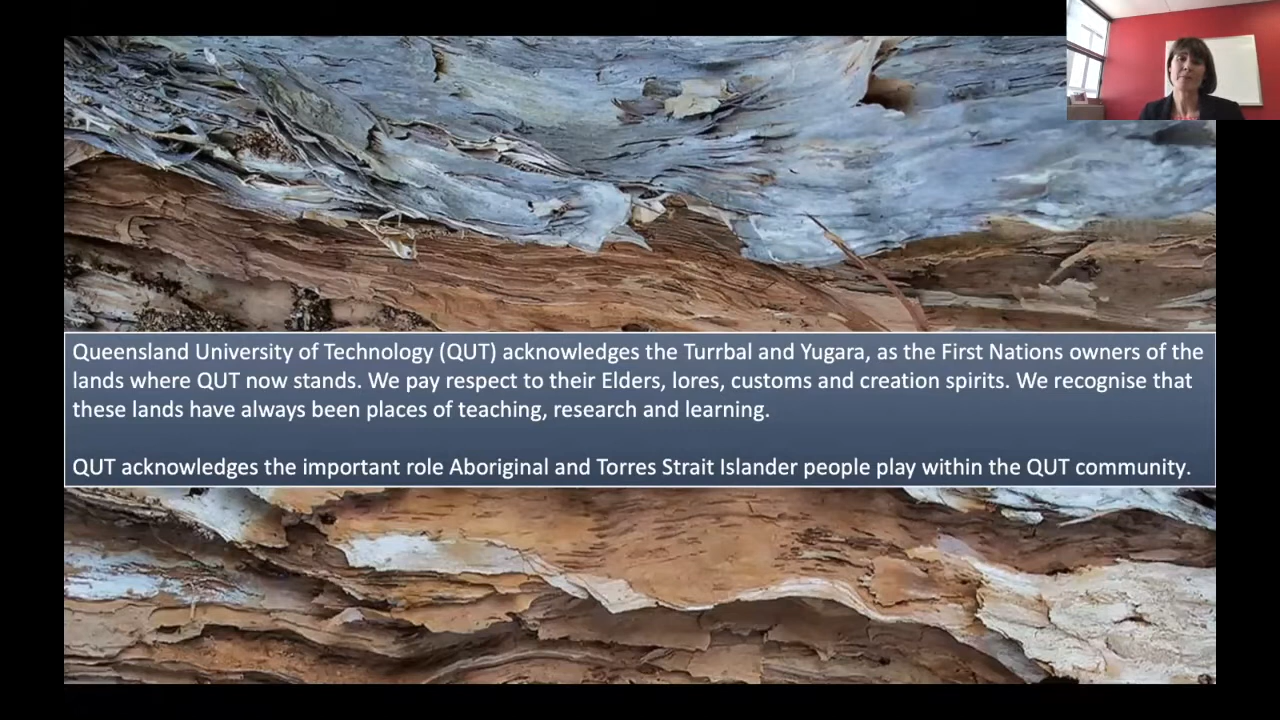 Queensland University of Technology (QUT) acknowledges the Turrbal and Yugara, as the First Nations owners of the
lands where QUT now stands. We pay respect to their Elders, lores, customs and creation spirits. We recognise that
these lands have always been places of teaching, research and learning.
QUT acknowledges the important role Aboriginal and Torres Strait Islander people play within the QUT community.